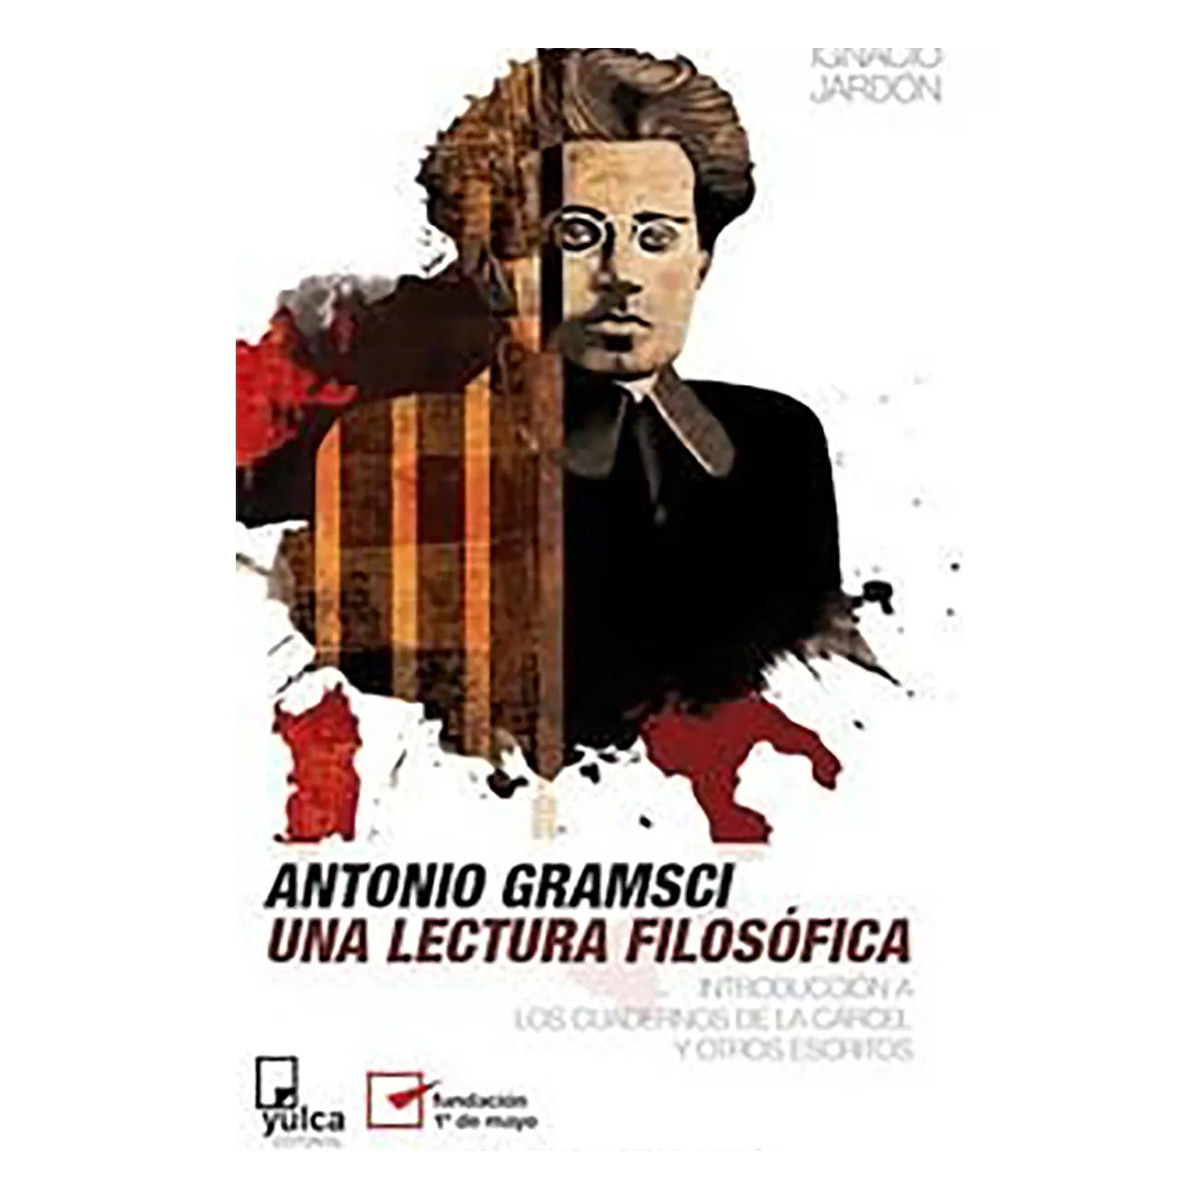 IGNACIO
JARDÓN
ANTONIO GRAMSCI
UNA LECTURA FILOSÓFICA
INTRODUCCIÓN A
LOS CUADERNOS DE LA CÁRCEL
Y OTROS ESCRITOS
yulca
EDITORIAL
fundación
1º de mayo